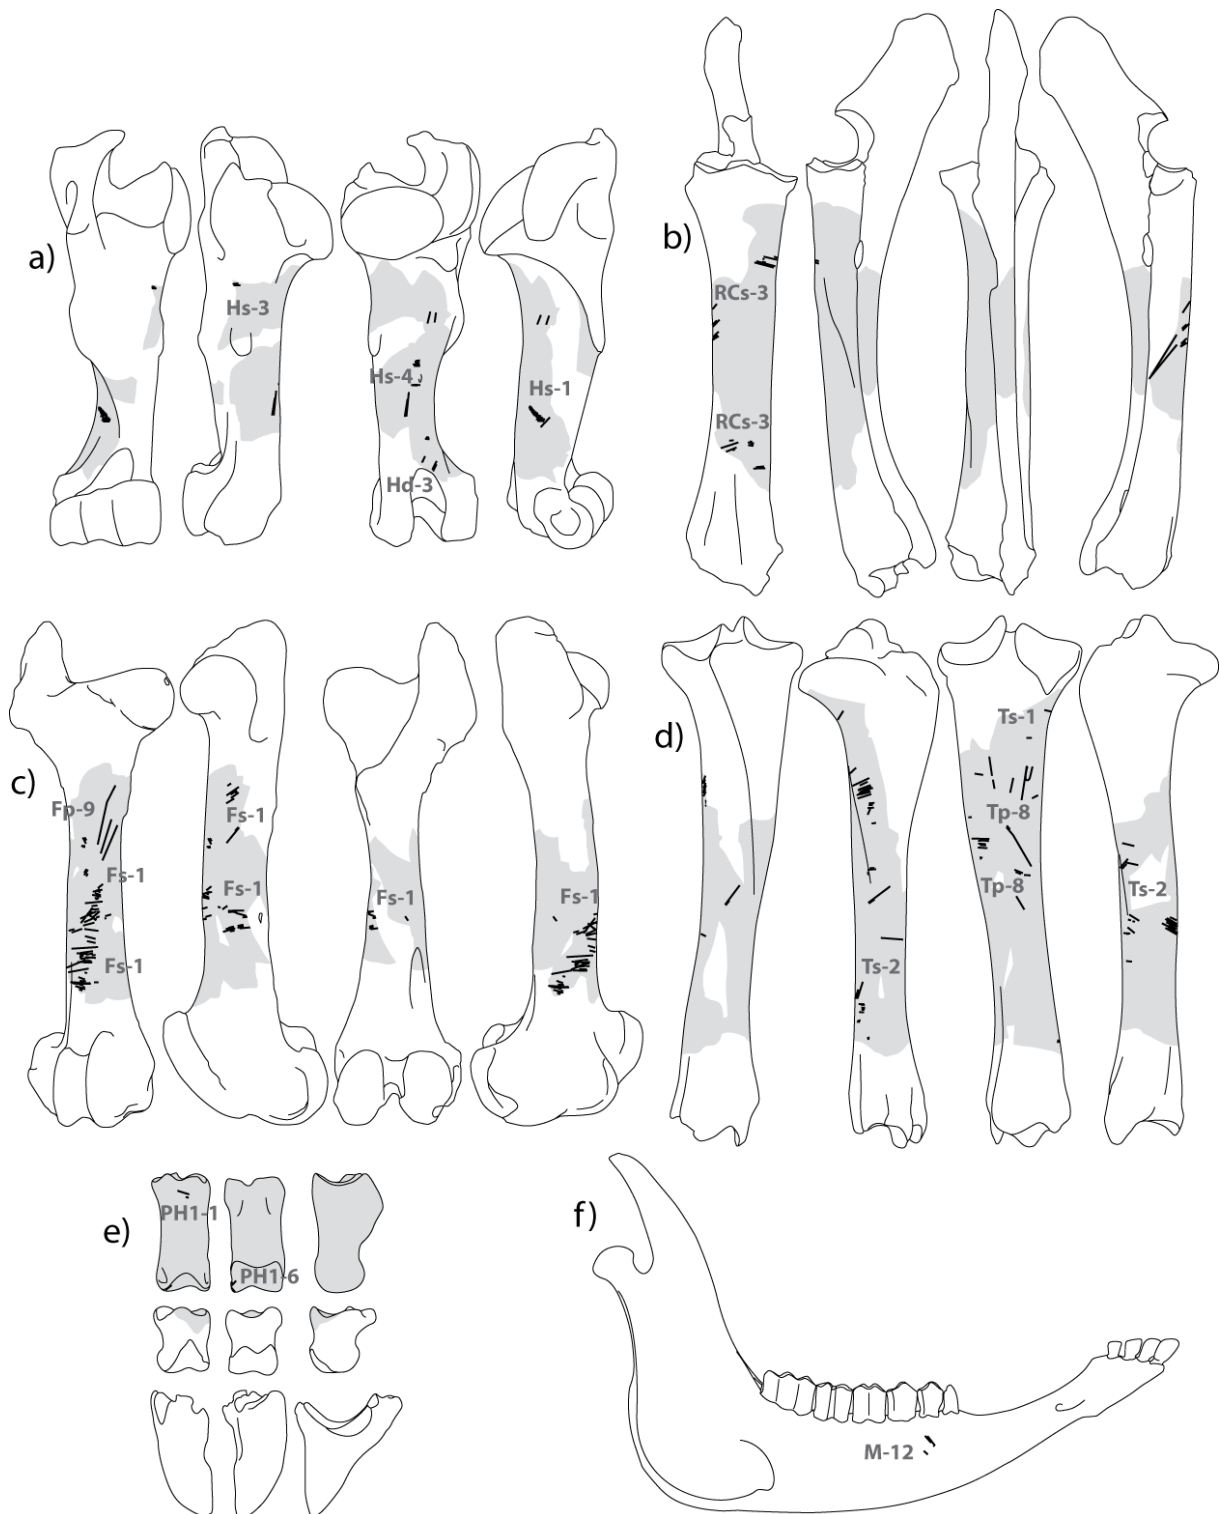 a)
Hs-3
Hs-4
Hs-1
Hd-3
b)
RCs-3
RCs-3
c)
Fp-9
Fs-1
Fs-1
Fs-1
Fs-1
Fs-1
Fs-1
d)
Ts-1
Tp-8
Tp-8
Ts-2
Ts-2
e)
PH1-1
PH1-6
f)
M-12